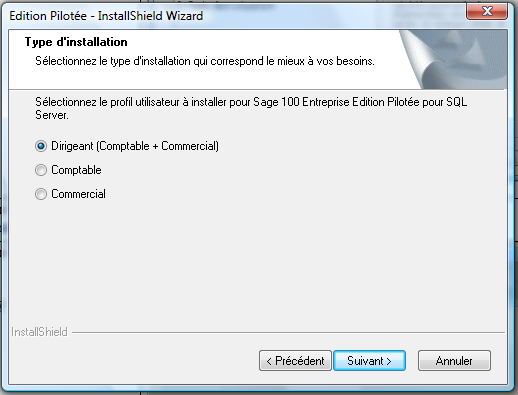 Edition Pilotée - InstallShield Wizard
Type d'installation
Sélectionnez le type d'installation qui correspond le mieux à vos besoins.
Sélectionnez le profil utilisateur à installer pour Sage 100 Entreprise Edition Pilotée pour SQL
Server.
Dirigeant (Comptable + Commercial)
Comptable
Commercial
InstallShield
< Précédent Suivant > Annuler